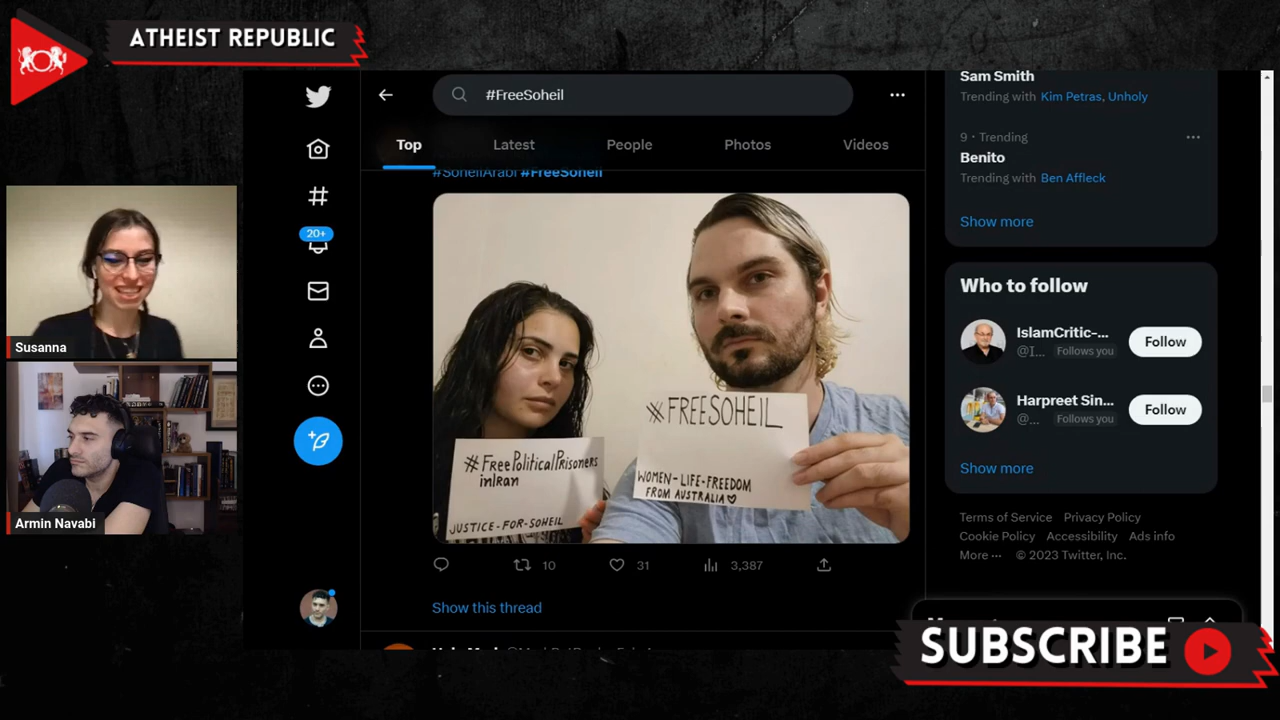 ATHEIST REPUBLIC
#FreeSoheil
Top
Latest
People
Photos
Videos
#SoheilArabi #FreeSoheil
20+
#FREESOHEIL
WOMEN-LIFE-FREEDOM
FROM AUSTRALIA♡
#FreePoliticalPrisoners
inIran
JUSTICE-FOR-SOHEIL
10
31
3,387
Show this thread
Susanna
Armin Navabi
Sam Smith
Trending with Kim Petras, Unholy
9 · Trending
Benito
Trending with Ben Affleck
Show more
Who to follow
IslamCritic-...
@I... Follows you
Follow
Harpreet Sin...
@... Follows you
Follow
Show more
Terms of Service Privacy Policy
Cookie Policy Accessibility Ads info
More ··· © 2023 Twitter, Inc.
SUBSCRIBE